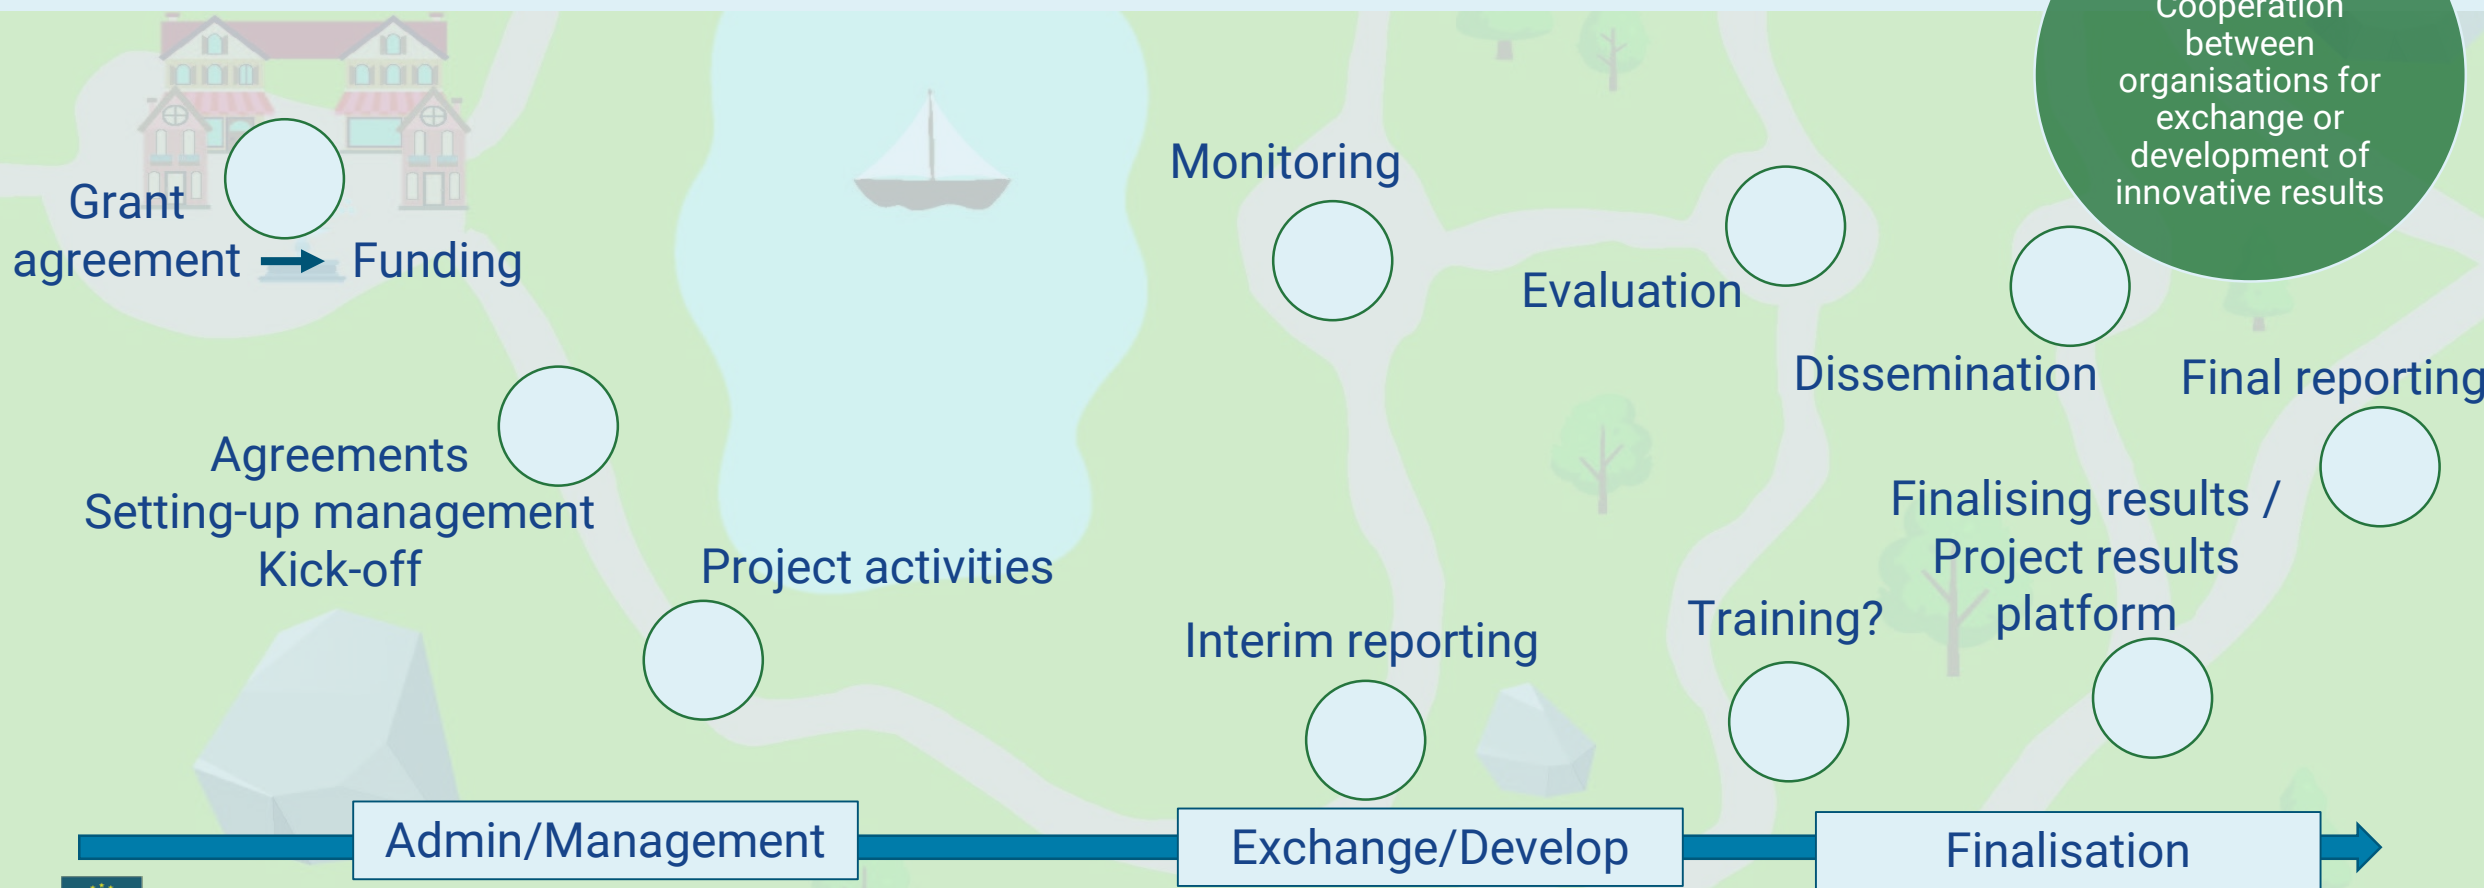 Cooperation
between
organisations for
exchange or
development of
innovative results
Grant
agreement
Funding
Agreements
Setting-up management
Kick-off
Project activities
Monitoring
Interim reporting
Evaluation
Training?
Dissemination
Finalising results /
Project results
platform
Final reporting
Admin/Management
Exchange/Develop
Finalisation